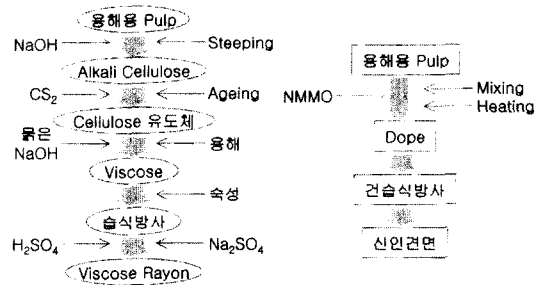 용해용 Pulp
NaOH
Steeping
Alkali Cellulose
CS2
Ageing
Cellulose 유도체
묽은
NaOH
용해
Viscose
숙성
습식방사
H2SO4
Na2SO4
Viscose Rayon
용해용 Pulp
NMMO
Mixing
Heating
Dope
건습식방사
신인견면